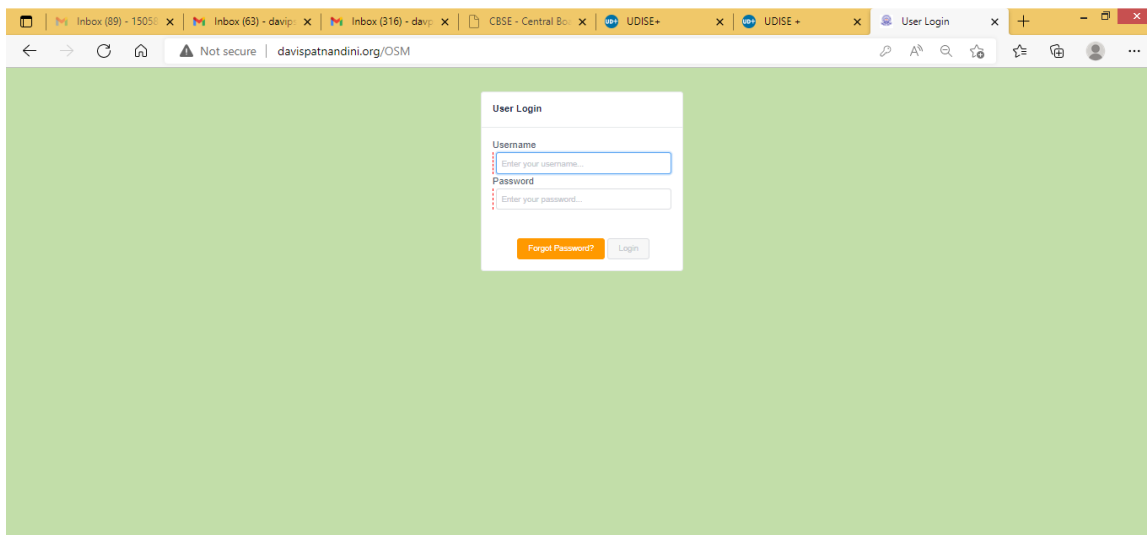 Inbox (89) - 15058 Inbox (63) - davip: Inbox (316) - davp CBSE - Central Bo UDISE+ UDISE + User Login
Not secure | davispatnandini.org/OSM
User Login
Username
Enter your username...
Password
Enter your password...
Forgot Password? Login